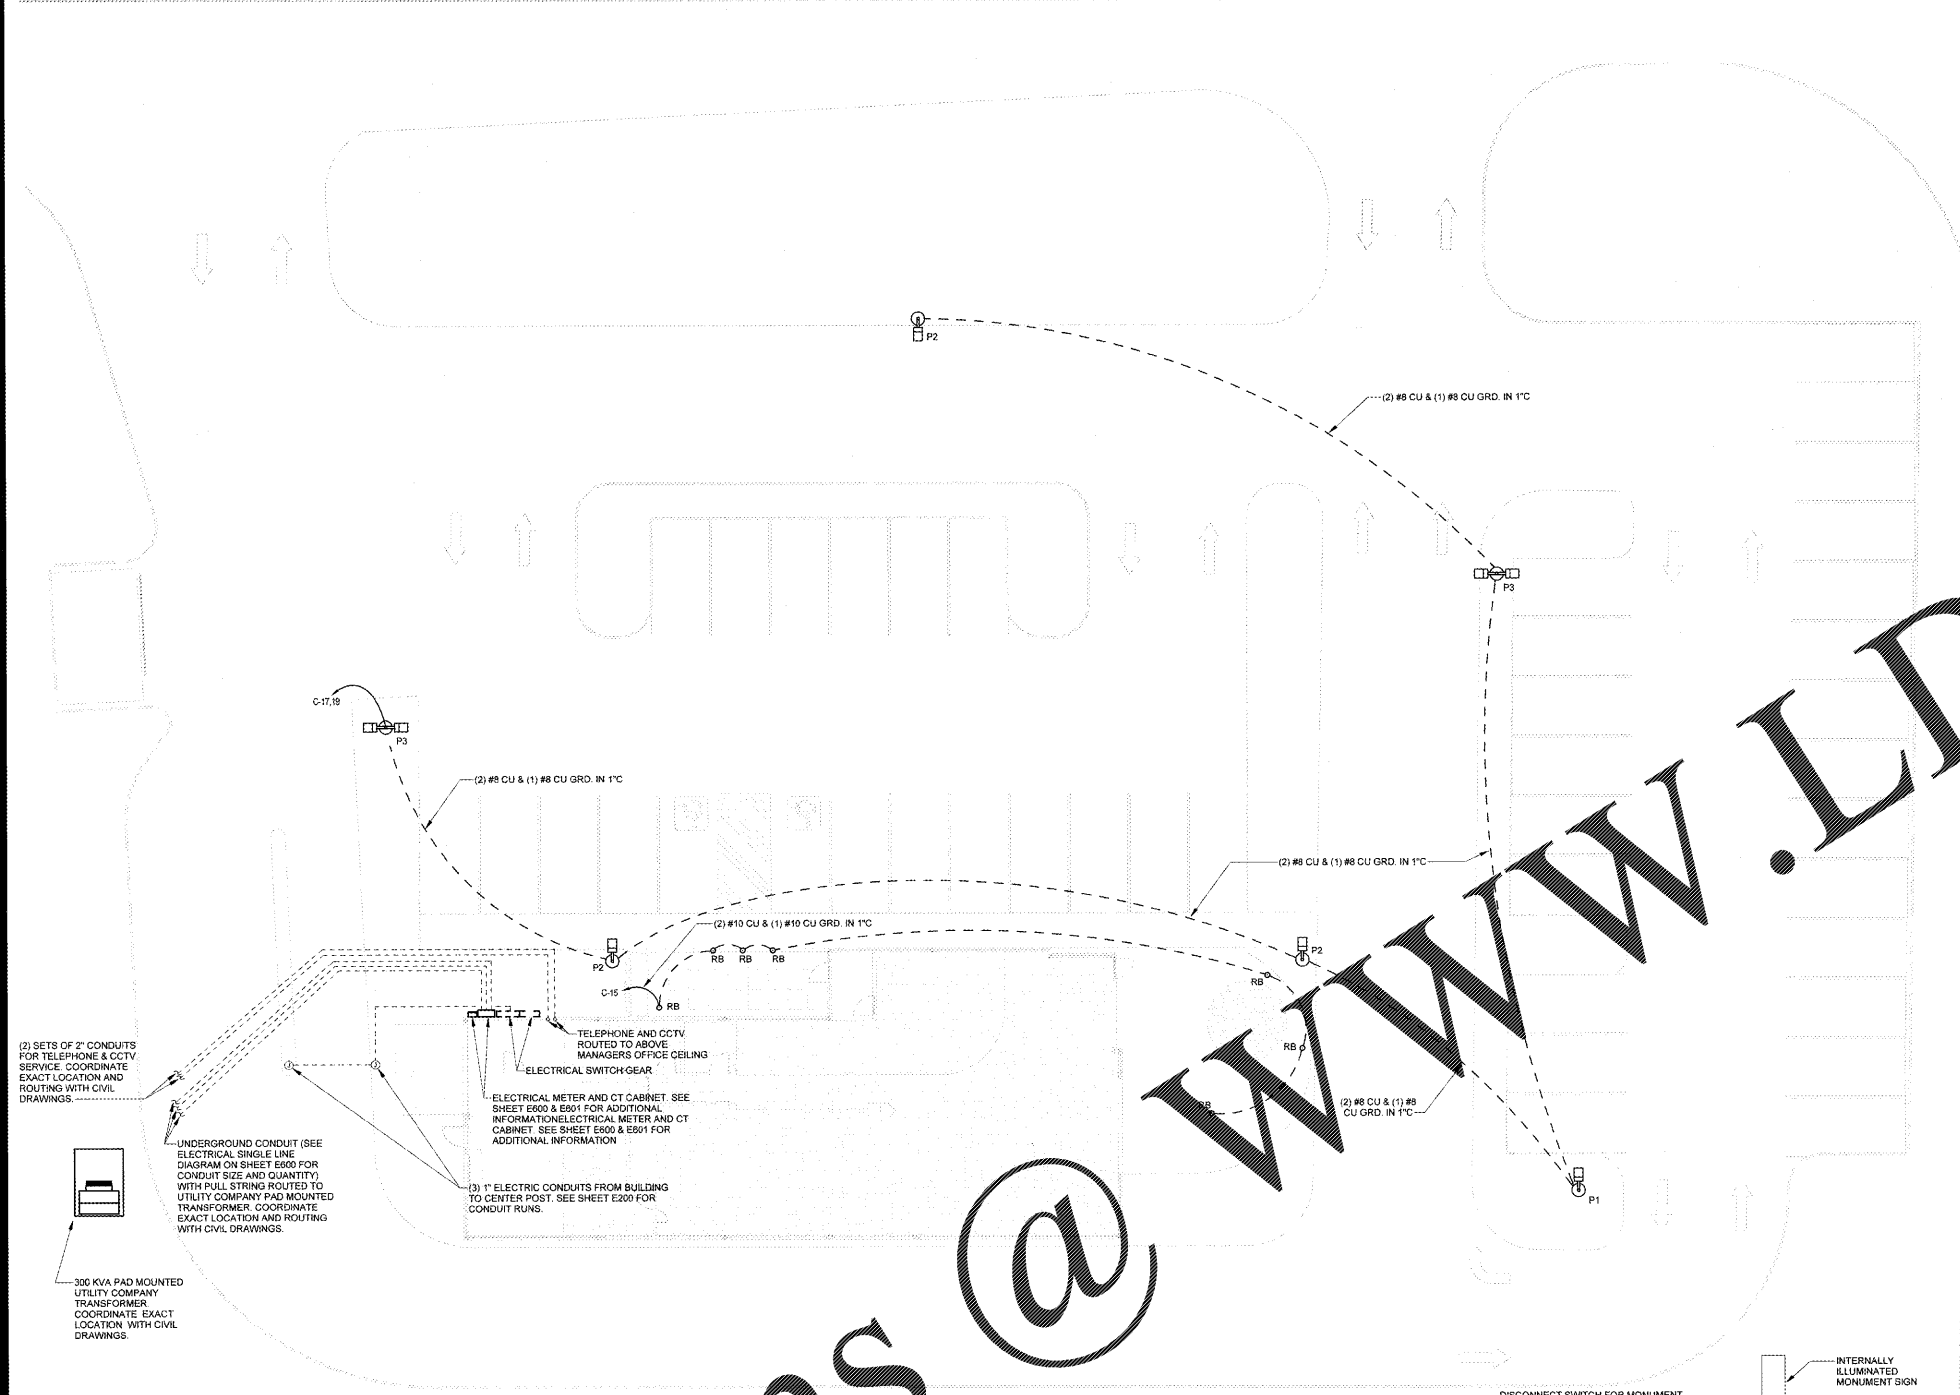 P2
(2) #8 CU & (1) #8 CU GRD. IN 1"C
P3
C-17,19
P3
(2) #8 CU & (1) #8 CU GRD. IN 1"C
(2) #8 CU & (1) #8 CU GRD. IN 1"C
(2) #10 CU & (1) #10 CU GRD. IN 1"C
P2
RB RB RB
P2
RB
C-15
RB
RB
RB
(2) #8 CU & (1) #8
CU GRD. IN 1"C
P1
TELEPHONE AND CCTV
ROUTED TO ABOVE
MANAGERS OFFICE CEILING
ELECTRICAL SWITCH-GEAR
(2) SETS OF 2" CONDUITS
FOR TELEPHONE & CCTV
SERVICE. COORDINATE
EXACT LOCATION AND
ROUTING WITH CIVIL
DRAWINGS.
J
J
ELECTRICAL METER AND CT CABINET. SEE
SHEET E600 & E601 FOR ADDITIONAL
INFORMATIONELECTRICAL METER AND CT
CABINET. SEE SHEET E600 & E601 FOR
ADDITIONAL INFORMATION
UNDERGROUND CONDUIT (SEE
ELECTRICAL SINGLE LINE
DIAGRAM ON SHEET E600 FOR
CONDUIT SIZE AND QUANTITY)
WITH PULL STRING ROUTED TO
UTILITY COMPANY PAD MOUNTED
TRANSFORMER. COORDINATE
EXACT LOCATION AND ROUTING
WITH CIVIL DRAWINGS.
(3) 1" ELECTRIC CONDUITS FROM BUILDING
TO CENTER POST. SEE SHEET E200 FOR
CONDUIT RUNS.
300 KVA PAD MOUNTED
UTILITY COMPANY
TRANSFORMER.
COORDINATE EXACT
LOCATION WITH CIVIL
DRAWINGS.
INTERNALLY
ILLUMINATED
MONUMENT SIGN
DISCONNECT SWITCH FOR MONUMENT
@ WWW.LD